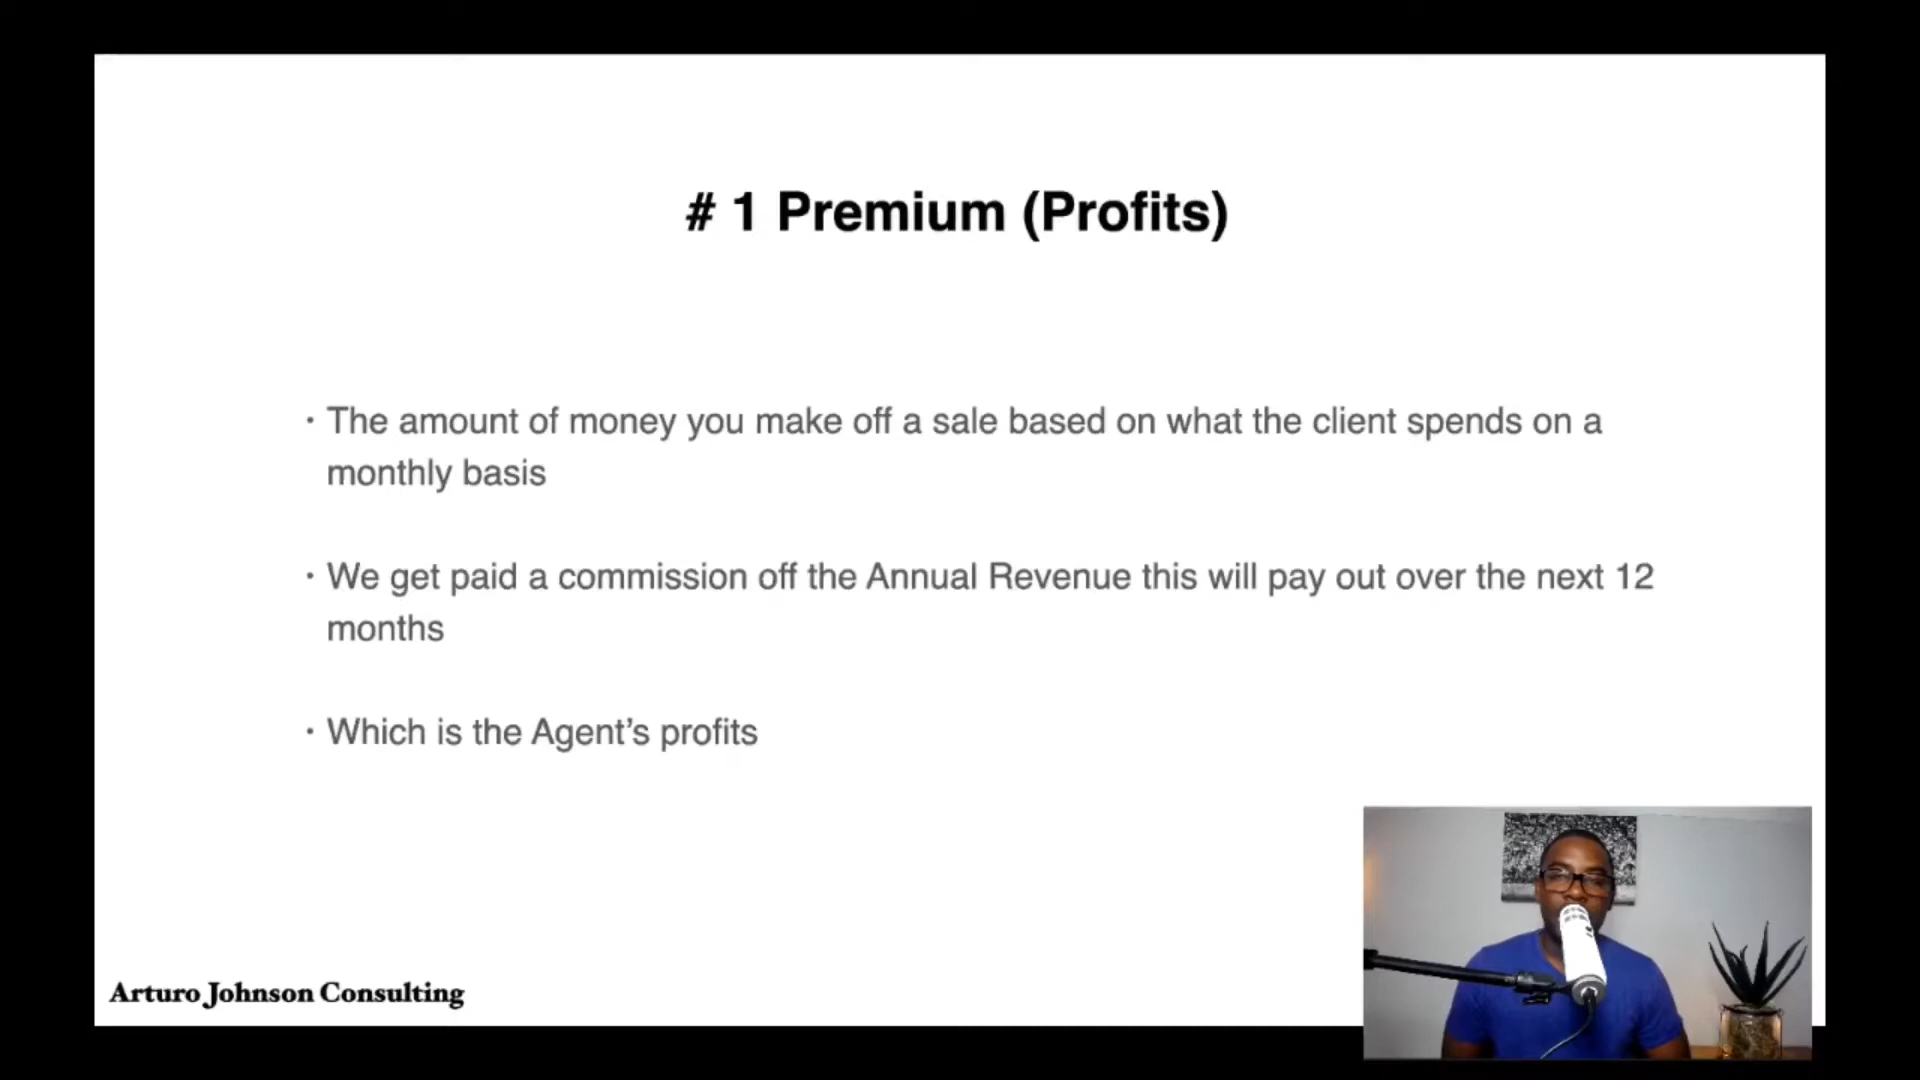 # 1 Premium (Profits)
· The amount of money you make off a sale based on what the client spends on a
monthly basis
· We get paid a commission off the Annual Revenue this will pay out over the next 12
months
· Which is the Agent’s profits
Arturo Johnson Consulting